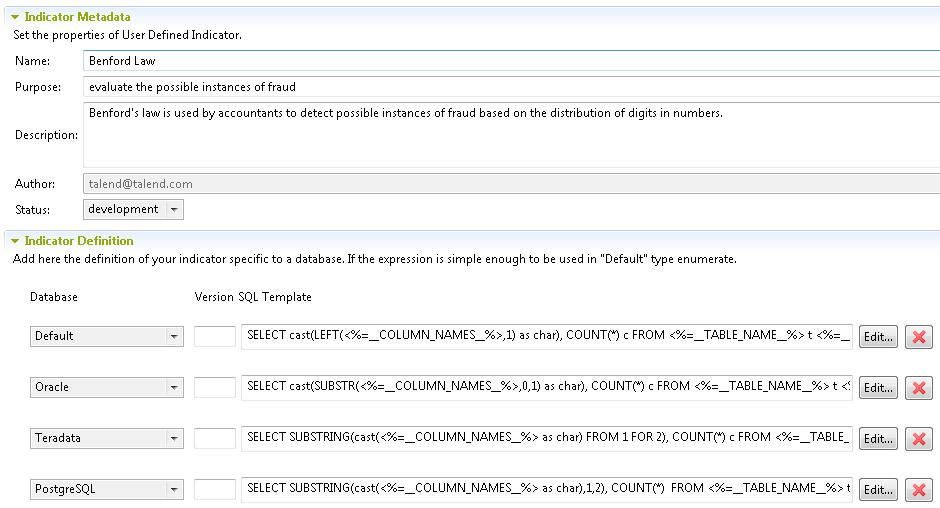 Indicator Metadata
Set the properties of User Defined Indicator.
Name: Benford Law
Purpose: evaluate the possible instances of fraud
Benford's law is used by accountants to detect possible instances of fraud based on the distribution of digits in numbers.
Description:
Author: talend@talend.com
Status: development
Indicator Definition
Add here the definition of your indicator specific to a database. If the expression is simple enough to be used in "Default" type enumerate.
Database Version SQL Template
Default SELECT cast(LEFT(<%=__COLUMN_NAMES__%>,1) as char), COUNT(*) c FROM <%=__TABLE_NAME__%> t <%=__ Edit...
Oracle SELECT cast(SUBSTR(<%=__COLUMN_NAMES__%>,0,1) as char), COUNT(*) c FROM <%=__TABLE_NAME__%> t <% Edit...
Teradata SELECT SUBSTRING(cast(<%=__COLUMN_NAMES__%> as char) FROM 1 FOR 2), COUNT(*) c FROM <%=__TABLE_ Edit...
PostgreSQL SELECT SUBSTRING(cast(<%=__COLUMN_NAMES__%> as char),1,2), COUNT(*) FROM <%=__TABLE_NAME__%> t Edit...